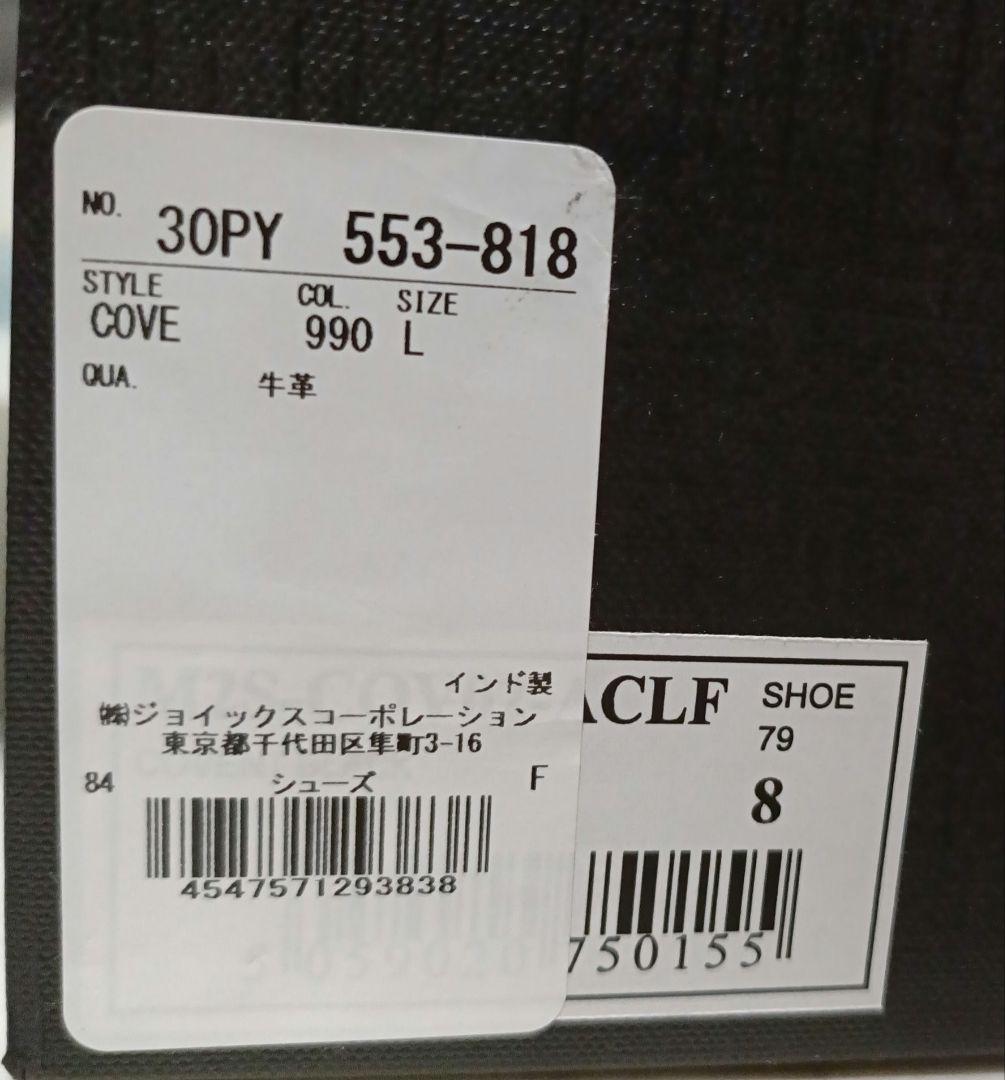 NO. 30PY 553-818
STYLE COL. SIZE
COVE 990 L
QUA. 牛革
インド製
㈱ジョイックスコーポレーション
東京都千代田区隼町3-16
84 シューズ F
4547571293838
ACLF SHOE
79
8
750155